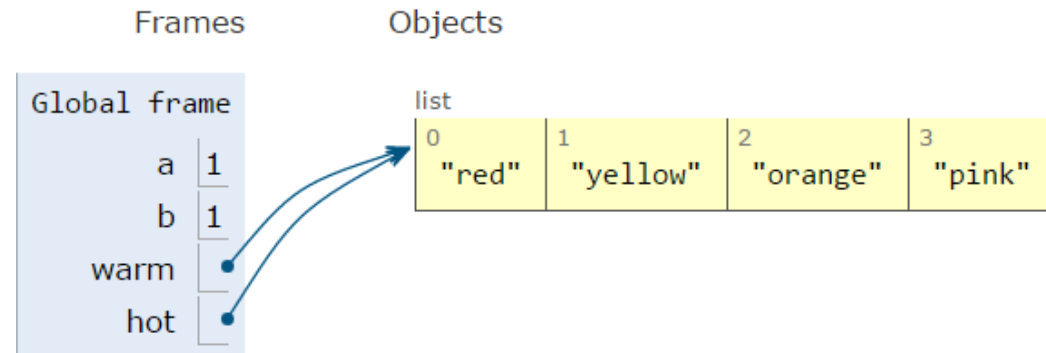 Frames Objects
Global frame
a 1
b 1
warm
hot
list
0 1 2 3
"red" "yellow" "orange" "pink"